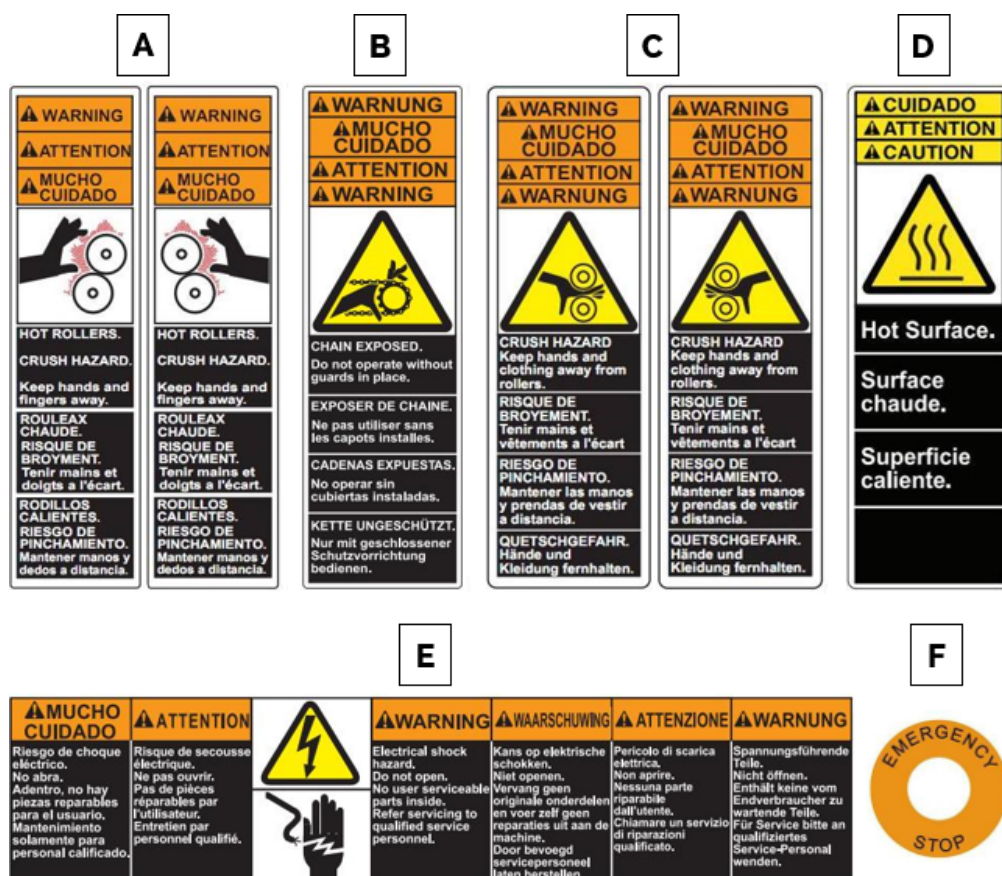 A
B
C
D
WARNING
ATTENTION
MUCHO
CUIDADO
HOT ROLLERS.
CRUSH HAZARD.
Keep hands and
fingers away.
ROULEAX
CHAUDE.
RISQUE DE
BROYMENT.
Tenir mains et
dolgts a l'écart.
RODILLOS
CALIENTES.
RIESGO DE
PINCHAMIENTO.
Mantener manos y
dedos a distancia.
WARNING
ATTENTION
MUCHO
CUIDADO
HOT ROLLERS.
CRUSH HAZARD.
Keep hands and
fingers away.
ROULEAX
CHAUDE.
RISQUE DE
BROYMENT.
Tenir mains et
doigts a l'écart.
RODILLOS
CALIENTES.
RIESGO DE
PINCHAMIENTO.
Mantener manos y
dedos a distancia.
WARNUNG
MUCHO
CUIDADO
ATTENTION
WARNING
CHAIN EXPOSED.
Do not operate without
guards in place.
EXPOSER DE CHAINE.
Ne pas utiliser sans
les capots installes.
CADENAS EXPUESTAS.
No operar sin
cubiertas instaladas.
KETTE UNGESCHÜTZT.
Nur mit geschlossener
Schutzvorrichtung
bedienen.
WARNING
MUCHO
CUIDADO
ATTENTION
WARNUNG
CRUSH HAZARD
Keep hands and
clothing away from
rollers.
RISQUE DE
BROYEMENT.
Tenir mains et
vêtements a l'écart
RIESGO DE
PINCHAMIENTO.
Mantener las manos
y prendas de vestir
a distancia.
QUETSCHGEFAHR.
Hände und
Kleidung fernhalten.
WARNING
MUCHO
CUIDADO
ATTENTION
WARNUNG
CRUSH HAZARD
Keep hands and
clothing away from
rollers.
RISQUE DE
BROYEMENT.
Tenir mains et
vêtements a l'écart
RIESGO DE
PINCHAMIENTO.
Mantener las manos
y prendas de vestir
a distancia.
QUETSCHGEFAHR.
Hände und
Kleidung fernhalten.
CUIDADO
ATTENTION
CAUTION
Hot Surface.
Surface
chaude.
Superficie
caliente.
E
F
MUCHO
CUIDADO
Riesgo de choque
eléctrico.
No abra.
Adentro, no hay
piezas reparables
para el usuario.
Mantenimiento
solamente para
personal calificado.
ATTENTION
Risque de secousse
électrique.
Ne pas ouvrir.
Pas de pièces
réparables par
l'utilisateur.
Entretien par
personnel qualifié.
WARNING
Electrical shock
hazard.
Do not open.
No user serviceable
parts inside.
Refer servicing to
qualified service
personnel.
WAARSCHUWING
Kans op elektrische
schokken.
Niet openen.
Vervang geen
originale onderdelen
en voer zelf geen
reparaties uit aan de
machine.
Door bevoegd
servicepersoneel
laten herstellen
ATTENZIONE
Pericolo di scarica
elettrica.
Non aprire.
Nessuna parte
riparabile
dall'utente.
Chiamare un servizio
di riparazioni
qualificato.
WARNUNG
Spannungsführende
Teile.
Nicht öffnen.
Enthält keine vom
Endverbraucher zu
wartende Teile.
Für Service bitte an
qualifiziertes
Service-Personal
wenden.
EMERGENCY
STOP